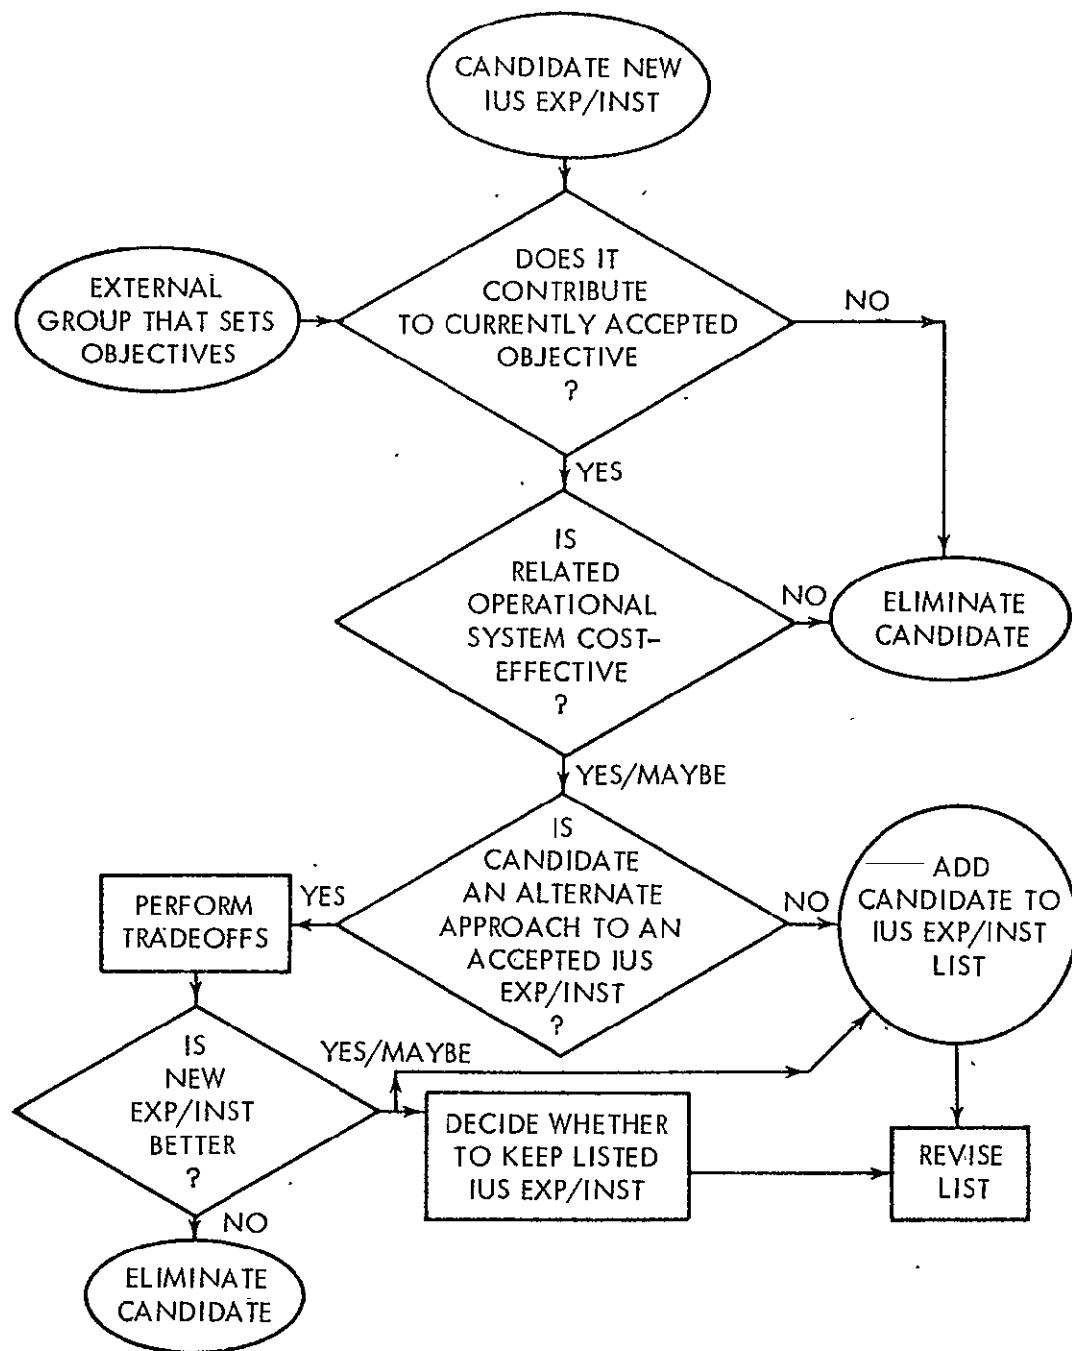 CANDIDATE NEW
IUS EXP/INST
DOES IT
CONTRIBUTE
TO CURRENTLY ACCEPTED
OBJECTIVE
?
EXTERNAL
GROUP THAT SETS
OBJECTIVES
NO
YES
IS
RELATED
OPERATIONAL
SYSTEM COST-
EFFECTIVE
?
NO
ELIMINATE
CANDIDATE
YES/MAYBE
IS
CANDIDATE
AN ALTERNATE
APPROACH TO AN
ACCEPTED IUS
EXP/INST
?
YES
NO
PERFORM
TRADEOFFS
ADD
CANDIDATE TO
IUS EXP/INST
LIST
IS
NEW
EXP/INST
BETTER
?
YES/MAYBE
DECIDE WHETHER
TO KEEP LISTED
IUS EXP/INST
REVISE
LIST
NO
ELIMINATE
CANDIDATE